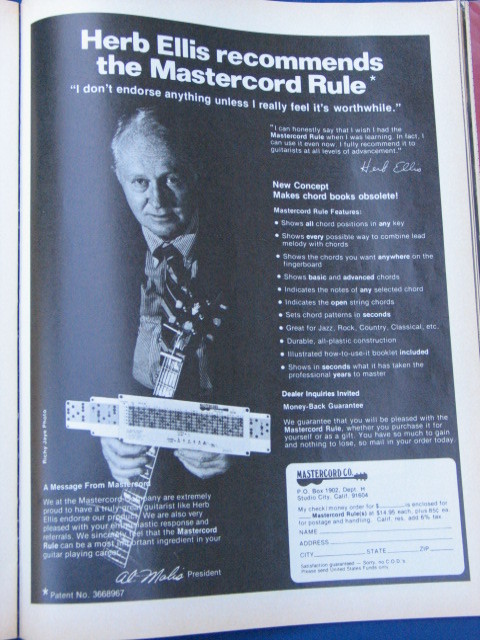 Herb Ellis recommends
the Mastercord Rule*
"I don't endorse anything unless I really feel it's worthwhile."
"I can honestly say that I wish I had the
Mastercord Rule when I was learning. In fact, I
can use it even now. I fully recommend it to
guitarists at all levels of advancement."
Herb Ellis
New Concept
Makes chord books obsolete!
Mastercord Rule Features:
• Shows all chord positions in any key
• Shows every possible way to combine lead
melody with chords
• Shows the chords you want anywhere on the
fingerboard
• Shows basic and advanced chords
• Indicates the notes of any selected chord
• Indicates the open string chords
• Sets chord patterns in seconds
• Great for Jazz, Rock, Country, Classical, etc.
• Durable, all-plastic construction
• Illustrated how-to-use-it booklet included
• Shows in seconds what it has taken the
professional years to master
Dealer Inquiries Invited
Money-Back Guarantee
We guarantee that you will be pleased with the
Mastercord Rule, whether you purchase it for
yourself or as a gift. You have so much to gain
and nothing to lose, so mail in your order today.
Richy Jaye Photo
A Message From Mastercord
We at the Mastercord Company are extremely
proud to have a truly great guitarist like Herb
Ellis endorse our product. We are also very
pleased with your enthusiastic response and
referrals. We sincerely feel that the Mastercord
Rule can be a most important ingredient in your
guitar playing career.
Al Malis President
*Patent No. 3668967
MASTERCORD CO.
P.O. Box 1902, Dept. H
Studio City, Calif. 91604
My check/money order for $ is enclosed for
Mastercord Rule(s) at $14.95 each, plus 85¢ ea.
for postage and handling. Calif. res. add 6% tax.
NAME
ADDRESS
CITY STATE ZIP
Satisfaction guaranteed — Sorry, no C.O.D.'s
Please send United States Funds only.